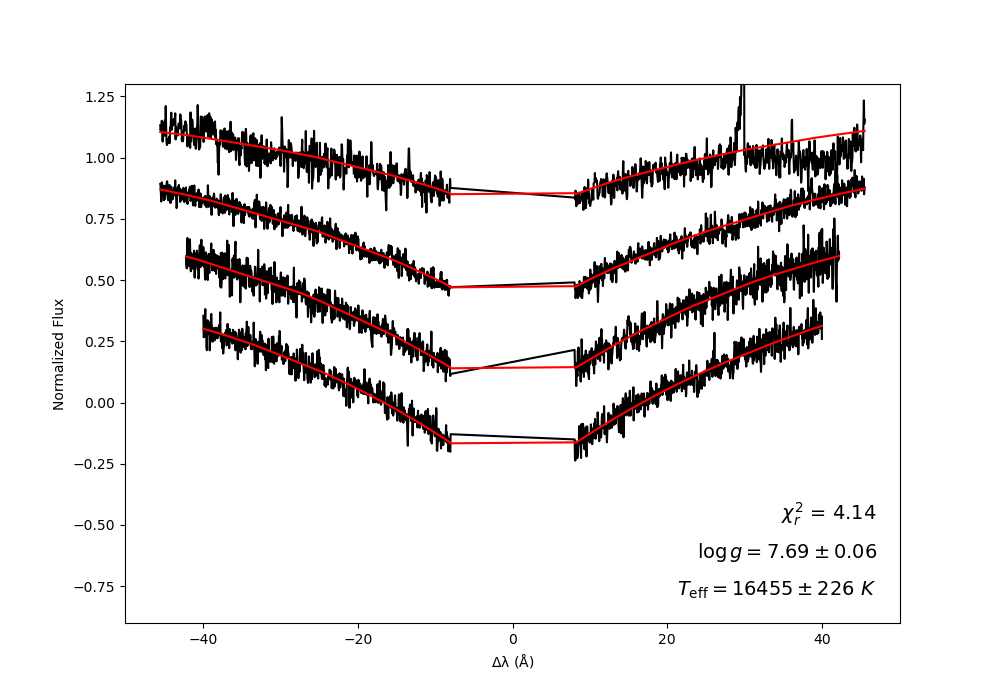 1.25
1.00
0.75
0.50
0.25
0.00
−0.25
−0.50
−0.75
Normalized Flux
χ²ᵣ = 4.14
log g = 7.69 ± 0.06
T_eff = 16455 ± 226 K
−40
−20
0
20
40
Δλ (Å)